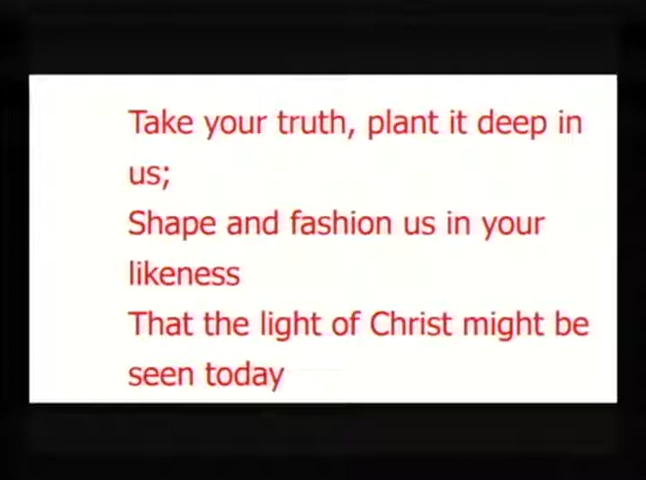 Take your truth, plant it deep in
us;
Shape and fashion us in your
likeness
That the light of Christ might be
seen today